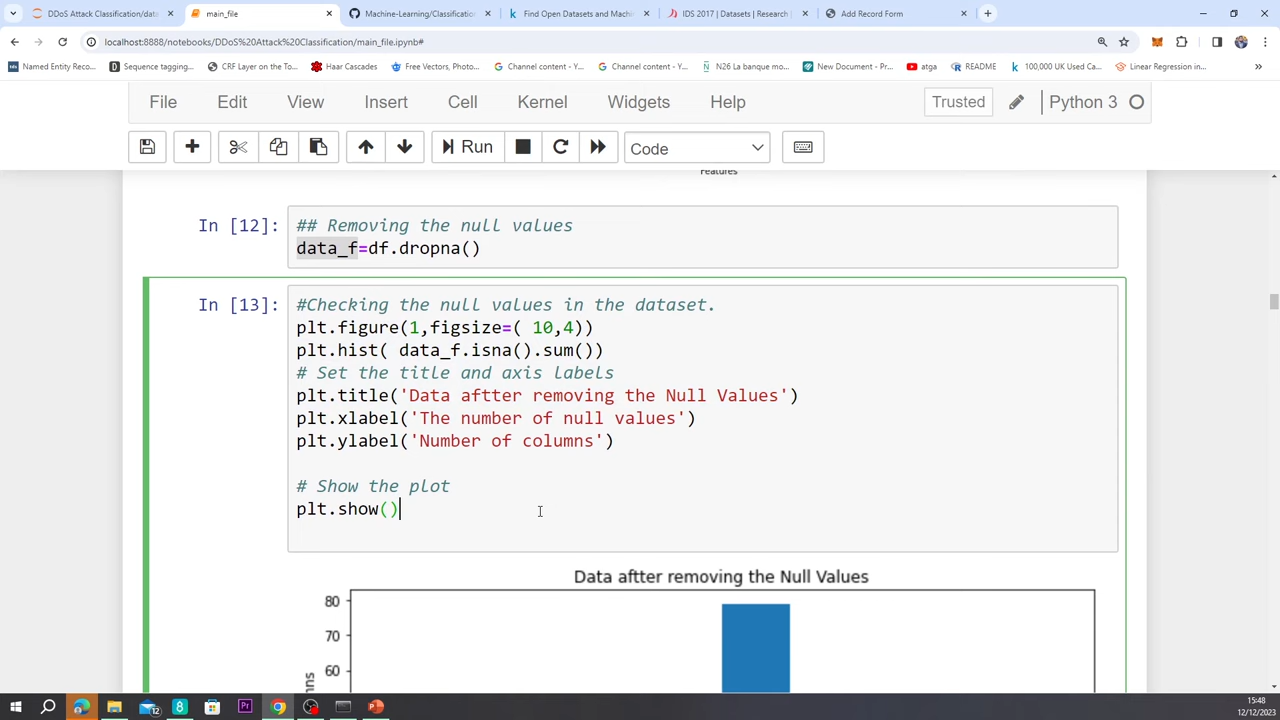 DDoS Attack Classification/data
main_file
Machine-Learning/Classification
Find Open Datasets and Machin
IDS 2017 | Datasets | Research
Add Record Form
localhost:8888/notebooks/DDoS%20Attack%20Classification/main_file.ipynb#
Named Entity Reco...
Sequence tagging...
CRF Layer on the To...
Haar Cascades
Free Vectors, Photo...
Channel content - Y...
Channel content - Y...
N26 La banque mo...
New Document - Pr...
atga
README
100,000 UK Used Ca...
Linear Regression in...
»
File Edit View Insert Cell Kernel Widgets Help
Trusted
Python 3
Run
Code
Features
In [12]:
## Removing the null values
data_f=df.dropna()
In [13]:
#Checking the null values in the dataset.
plt.figure(1,figsize=( 10,4))
plt.hist( data_f.isna().sum())
# Set the title and axis labels
plt.title('Data aftter removing the Null Values')
plt.xlabel('The number of null values')
plt.ylabel('Number of columns')
# Show the plot
plt.show()
Data aftter removing the Null Values
80
70
60
15:48
12/12/2023